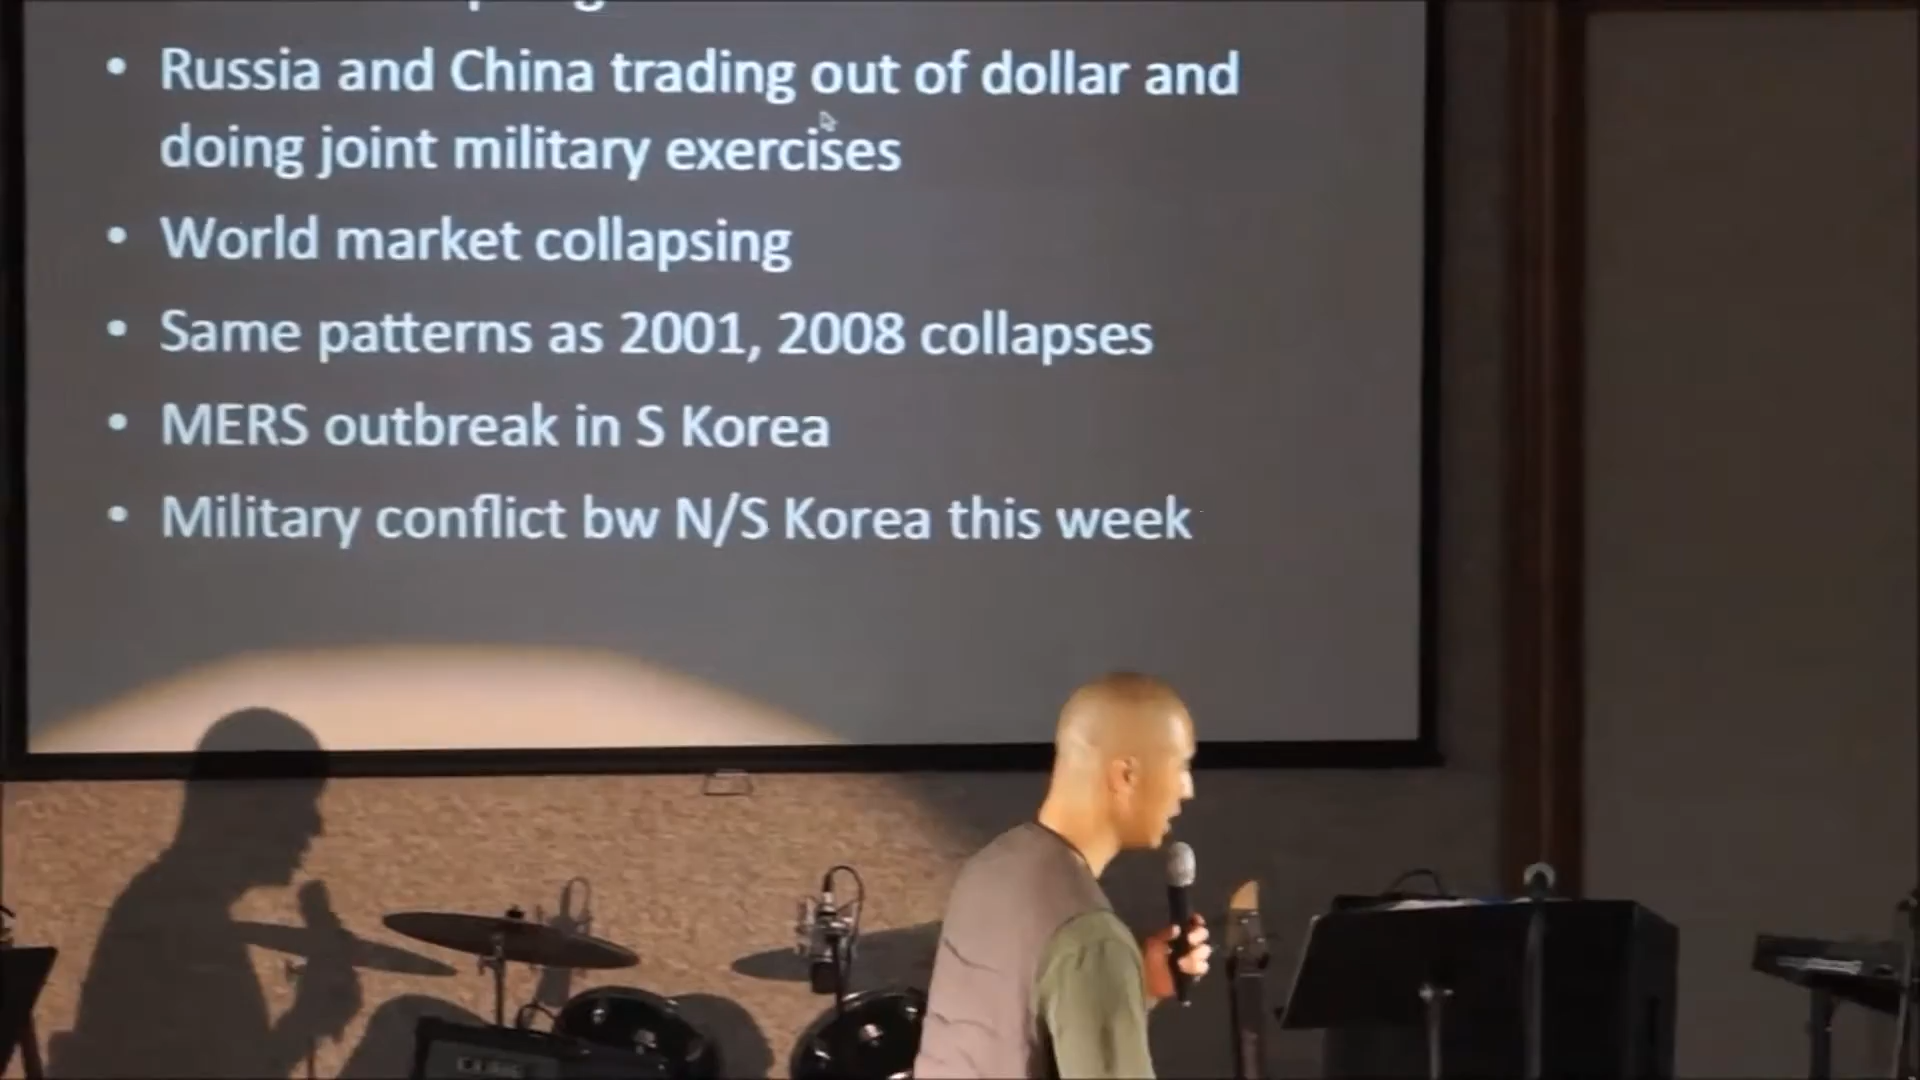 • Russia and China trading out of dollar and
doing joint military exercises
• World market collapsing
• Same patterns as 2001, 2008 collapses
• MERS outbreak in S Korea
• Military conflict bw N/S Korea this week